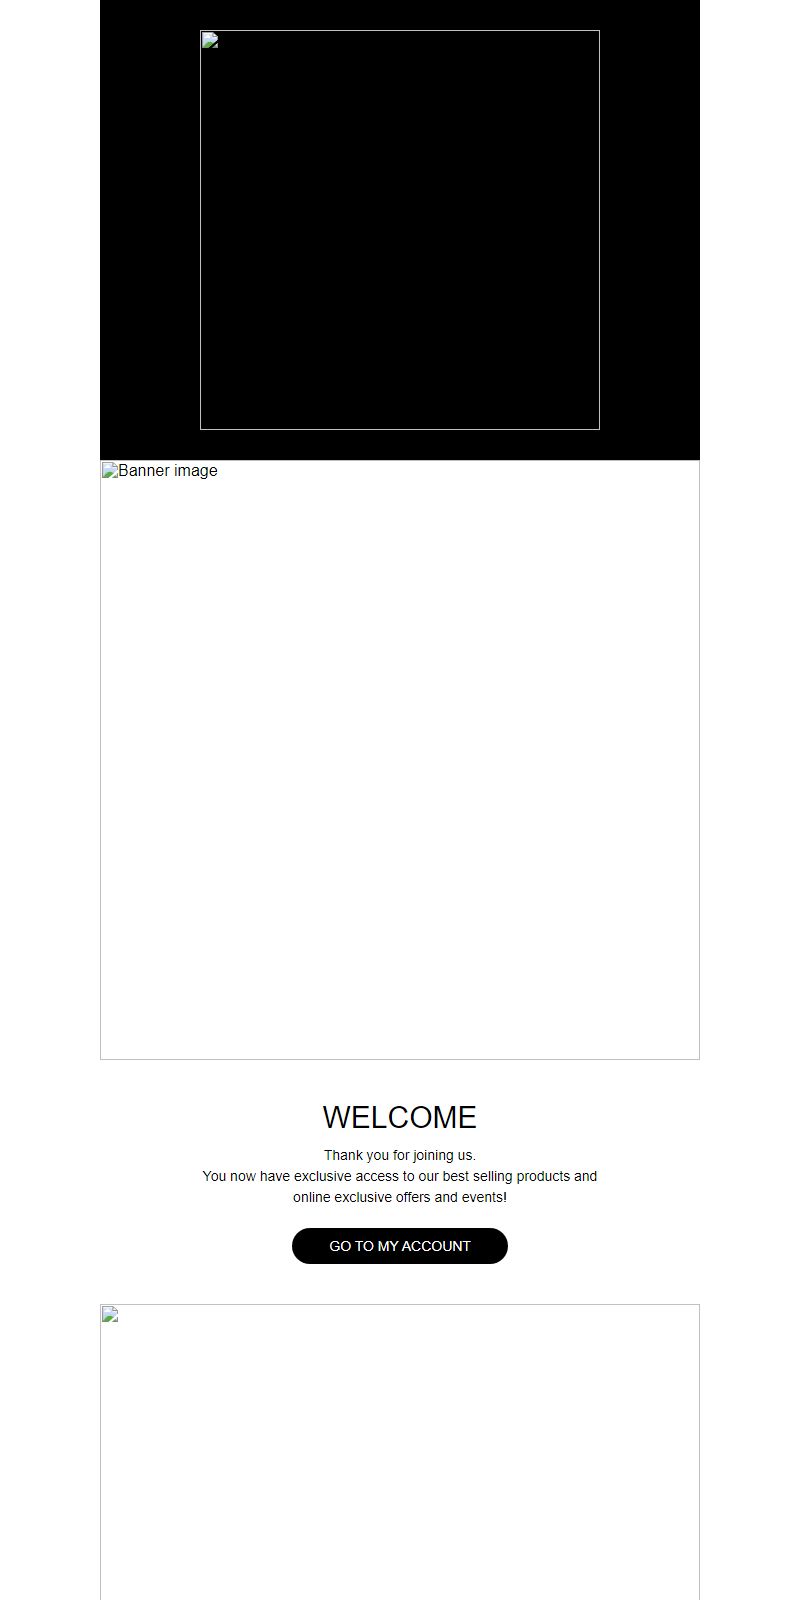 Banner image
WELCOME
Thank you for joining us.
You now have exclusive access to our best selling products and
online exclusive offers and events!
GO TO MY ACCOUNT